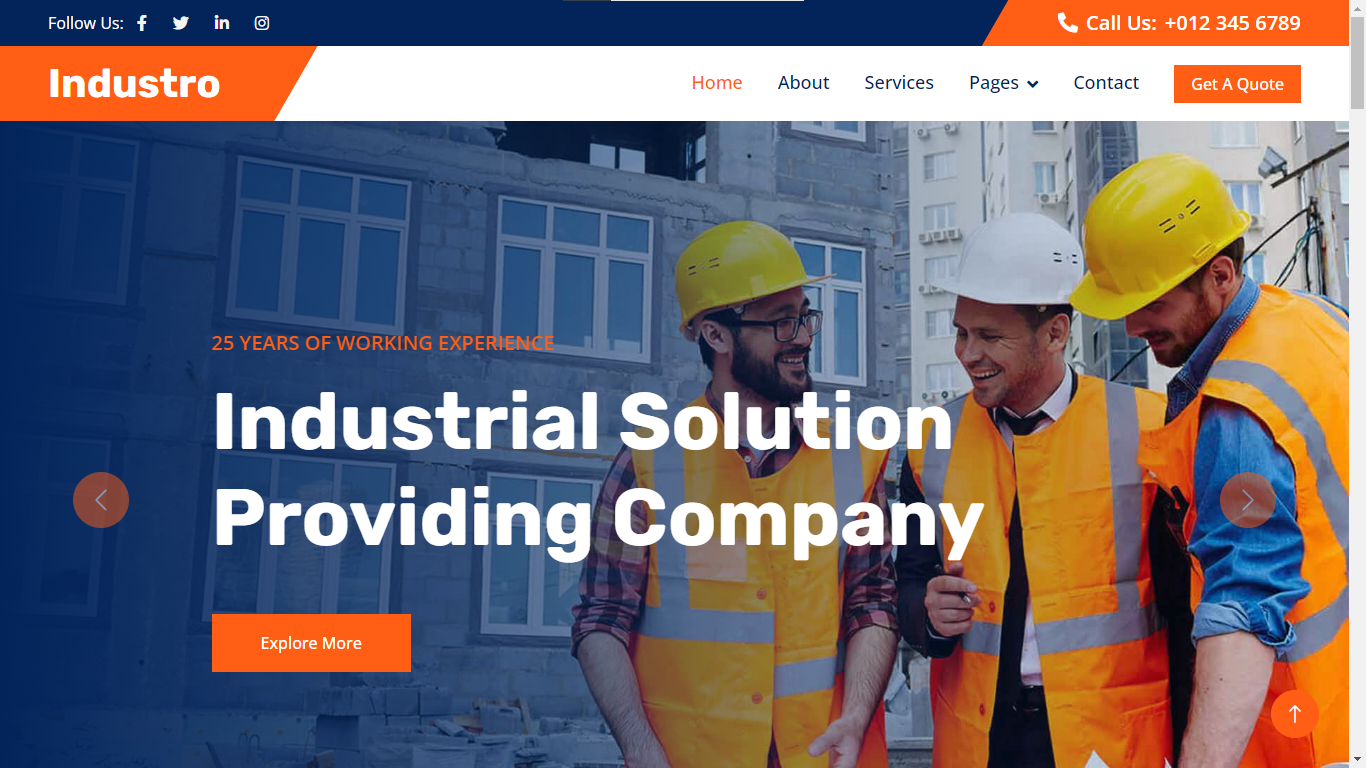 Follow Us:
Call Us: +012 345 6789
Industro
Home About Services Pages Contact Get A Quote
25 YEARS OF WORKING EXPERIENCE
Industrial Solution
Providing Company
Explore More